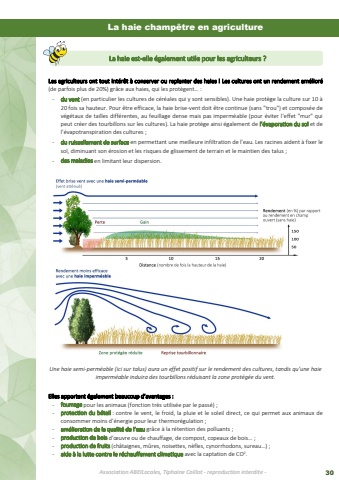 La haie champêtre en agriculture
La haie est-elle également utile pour les agriculteurs ?
Les agriculteurs ont tout intérêt à conserver ou replanter des haies ! Les cultures ont un rendement amélioré
(de parfois plus de 20%) grâce aux haies, qui les protègent... :
- du vent (en particulier les cultures de céréales qui y sont sensibles). Une haie protège la culture sur 10 à
20 fois sa hauteur. Pour être efficace, la haie brise-vent doit être continue (sans "trou") et composée de
végétaux de tailles différentes, au feuillage dense mais pas imperméable (pour éviter l'effet "mur" qui
peut créer des tourbillons sur les cultures). La haie protège ainsi également de l'évaporation du sol et de
l'évapotranspiration des cultures ;
- du ruissellement de surface en permettant une meilleure infiltration de l'eau. Les racines aident à fixer le
sol, diminuant son érosion et les risques de glissement de terrain et le maintien des talus ;
- des maladies en limitant leur dispersion.
Effet brise vent avec une haie semi-perméable
(vent atténué)
Rendement (en %) par rapport
au rendement en champ
ouvert (sans haie)
Perte Gain
150
100
50
5 10 15 20
Distance (nombre de fois la hauteur de la haie)
Rendement moins efficace
avec une haie imperméable
Zone protégée réduite Reprise tourbillonnaire
Une haie semi-perméable (ici sur talus) aura un effet positif sur le rendement des cultures, tandis qu'une haie
imperméable induira des tourbillons réduisant la zone protégée du vent.
Elles apportent également beaucoup d'avantages :
- fourrage pour les animaux (fonction très utilisée par le passé) ;
- protection du bétail : contre le vent, le froid, la pluie et le soleil direct, ce qui permet aux animaux de
consommer moins d'énergie pour leur thermorégulation ;
- amélioration de la qualité de l'eau grâce à la rétention des polluants ;
- production de bois d'œuvre ou de chauffage, de compost, copeaux de bois... ;
- production de fruits (châtaignes, mûres, noisettes, nèfles, cynorrhodons, sureau...) ;
- aide à la lutte contre le réchauffement climatique avec la captation de CO².
Association ABEILocales, Tiphanie Collot - reproduction interdite -
30